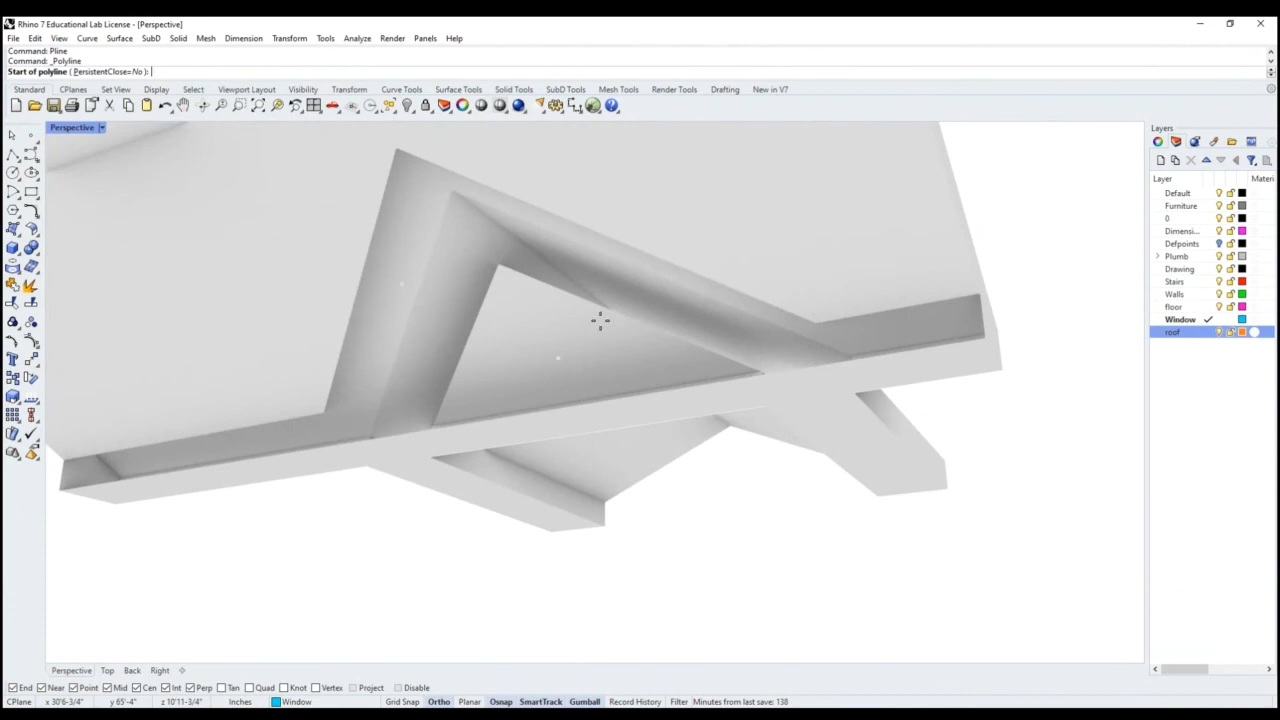 Rhino 7 Educational Lab License - [Perspective]
File Edit View Curve Surface SubD Solid Mesh Dimension Transform Tools Analyze Render Panels Help
Command: Pline
Command: _Polyline
Start of polyline ( PersistentClose=No ):
Standard CPlanes Set View Display Select Viewport Layout Visibility Transform Curve Tools Surface Tools Solid Tools SubD Tools Mesh Tools Render Tools Drafting New in V7
Perspective
Layers
Layer Materi
Default
Furniture
0
Dimensi...
Defpoints
Plumb
Drawing
Stairs
Walls
floor
Window
roof
Perspective Top Back Right
End Near Point Mid Cen Int Perp Tan Quad Knot Vertex Project Disable
CPlane x 30'6-3/4" y 65'-4" z 10'11-3/4" Inches Window Grid Snap Ortho Planar Osnap SmartTrack Gumball Record History Filter Minutes from last save: 138